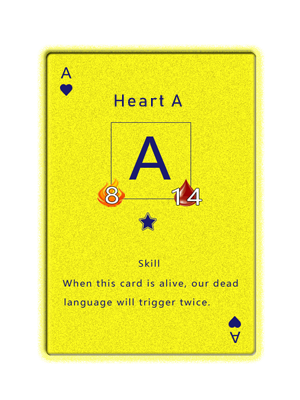 A
Heart A
A
8 14
Skill
When this card is alive, our dead
language will trigger twice.
A